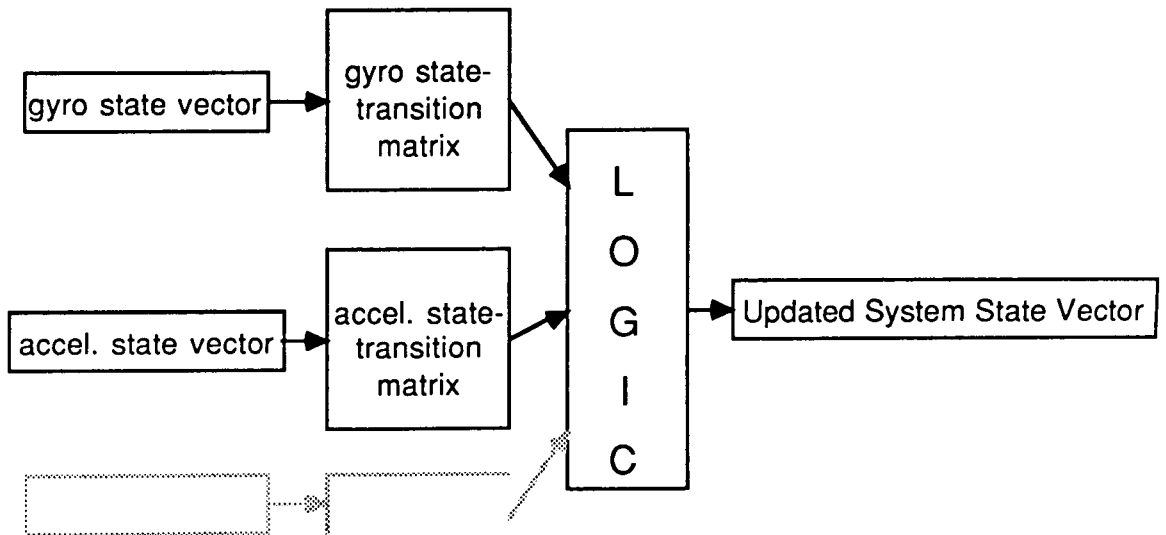 gyro state vector
gyro state-
transition
matrix
accel. state vector
accel. state-
transition
matrix
L
O
G
I
C
Updated System State Vector